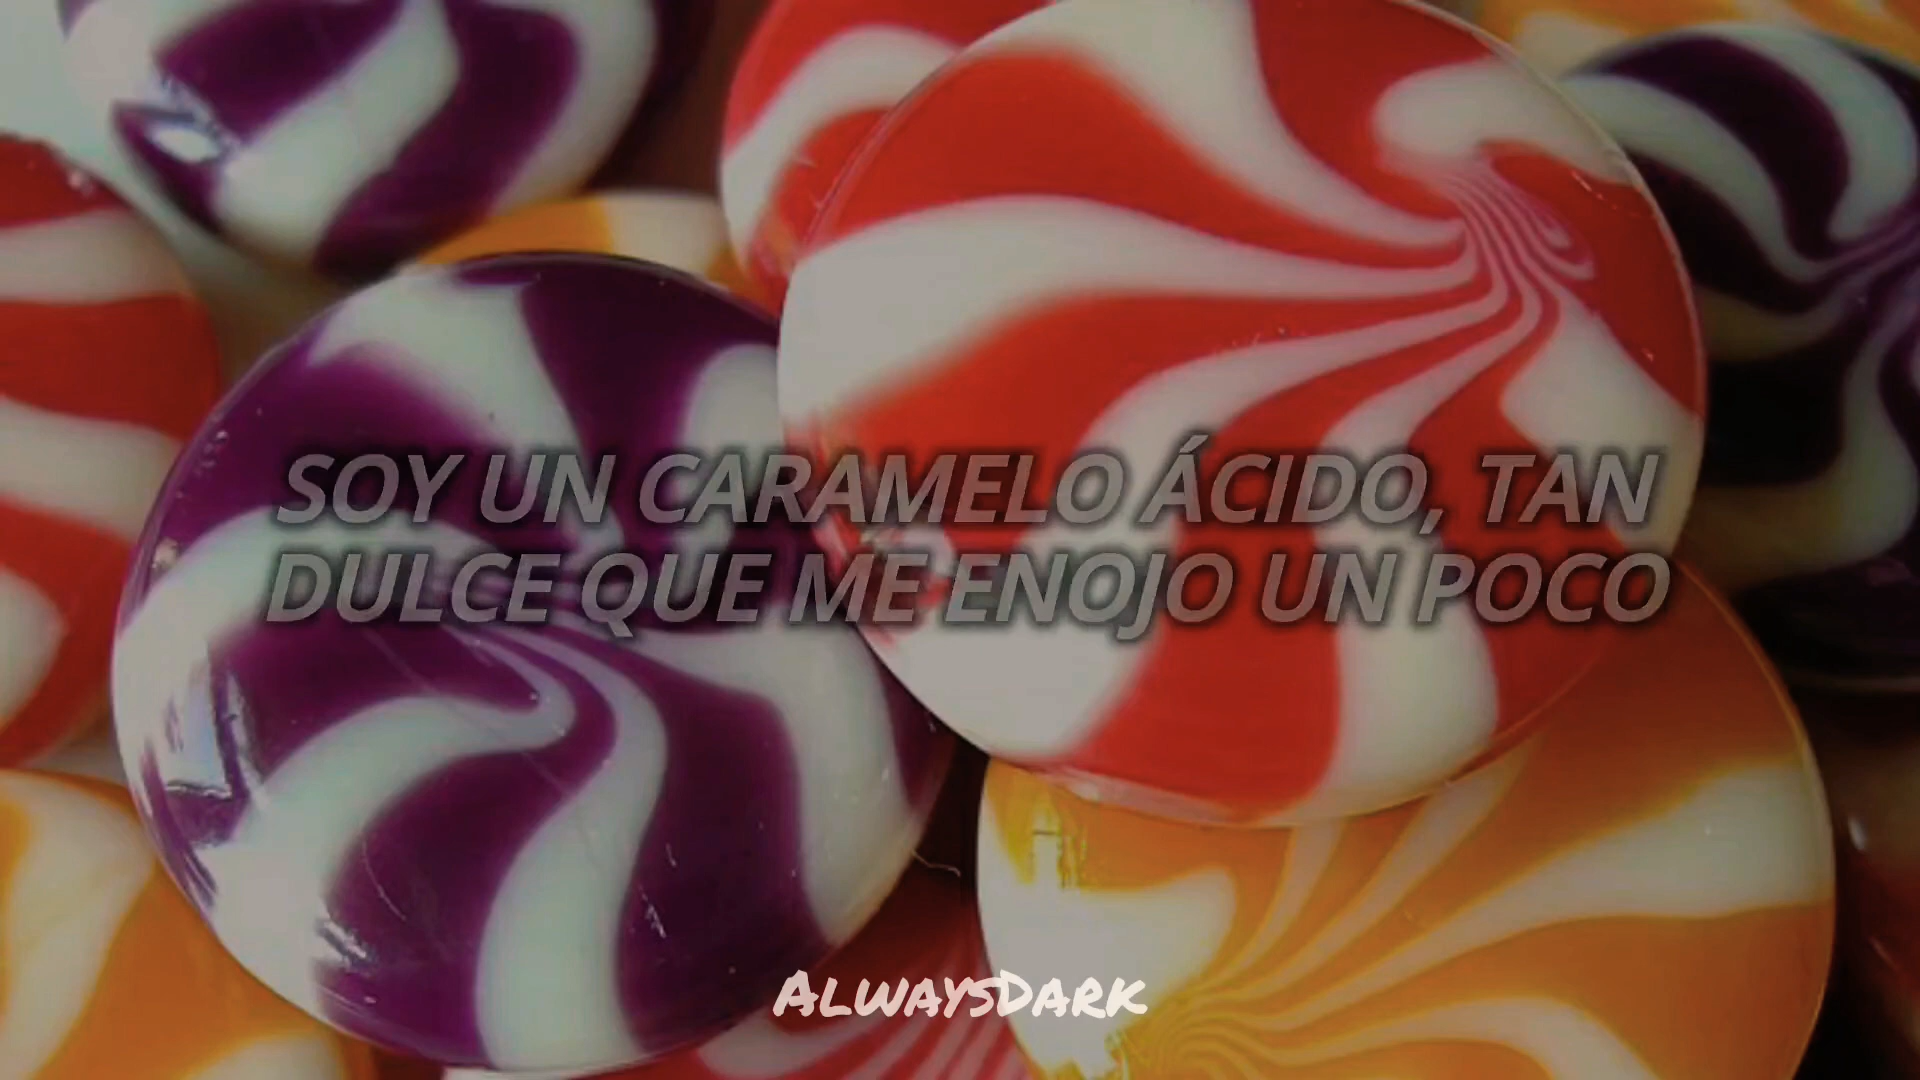 SOY UN CARAMELO ÁCIDO, TAN
DULCE QUE ME ENOJO UN POCO
ALWAYSDARK